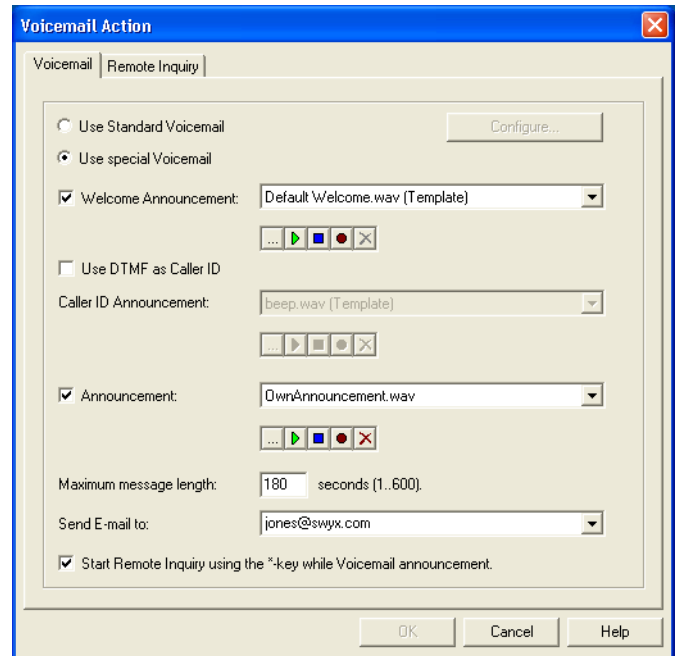 Voicemail Action
Voicemail Remote Inquiry
Use Standard Voicemail Configure...
Use special Voicemail
Welcome Announcement: Default Welcome.wav (Template)
...
Use DTMF as Caller ID
Caller ID Announcement: beep.wav (Template)
...
Announcement: OwnAnnouncement.wav
...
Maximum message length: 180 seconds (1..600).
Send E-mail to: jones@swyx.com
Start Remote Inquiry using the *-key while Voicemail announcement.
OK Cancel Help